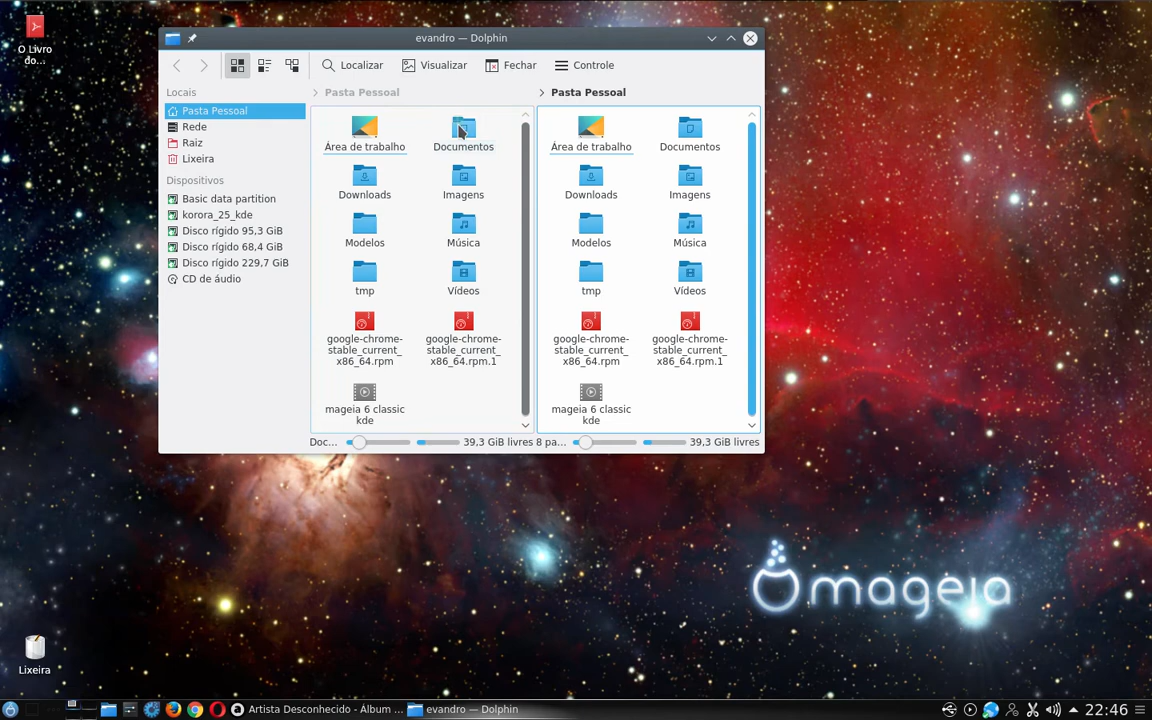 O Livro
do...
evandro — Dolphin
Localizar
Visualizar
Fechar
Controle
Locais
Pasta Pessoal
Rede
Raiz
Lixeira
Dispositivos
Basic data partition
korora_25_kde
Disco rígido 95,3 GiB
Disco rígido 68,4 GiB
Disco rígido 229,7 GiB
CD de áudio
Pasta Pessoal
Área de trabalho
Documentos
Downloads
Imagens
Modelos
Música
tmp
Vídeos
google-chrome-
stable_current_
x86_64.rpm
google-chrome-
stable_current_
x86_64.rpm.1
mageia 6 classic
kde
Doc...
39,3 GiB livres
Pasta Pessoal
Área de trabalho
Documentos
Downloads
Imagens
Modelos
Música
tmp
Vídeos
google-chrome-
stable_current_
x86_64.rpm
google-chrome-
stable_current_
x86_64.rpm.1
mageia 6 classic
kde
8 pa...
39,3 GiB livres
mageia
Lixeira
Artista Desconhecido - Álbum ...
evandro — Dolphin
22:46